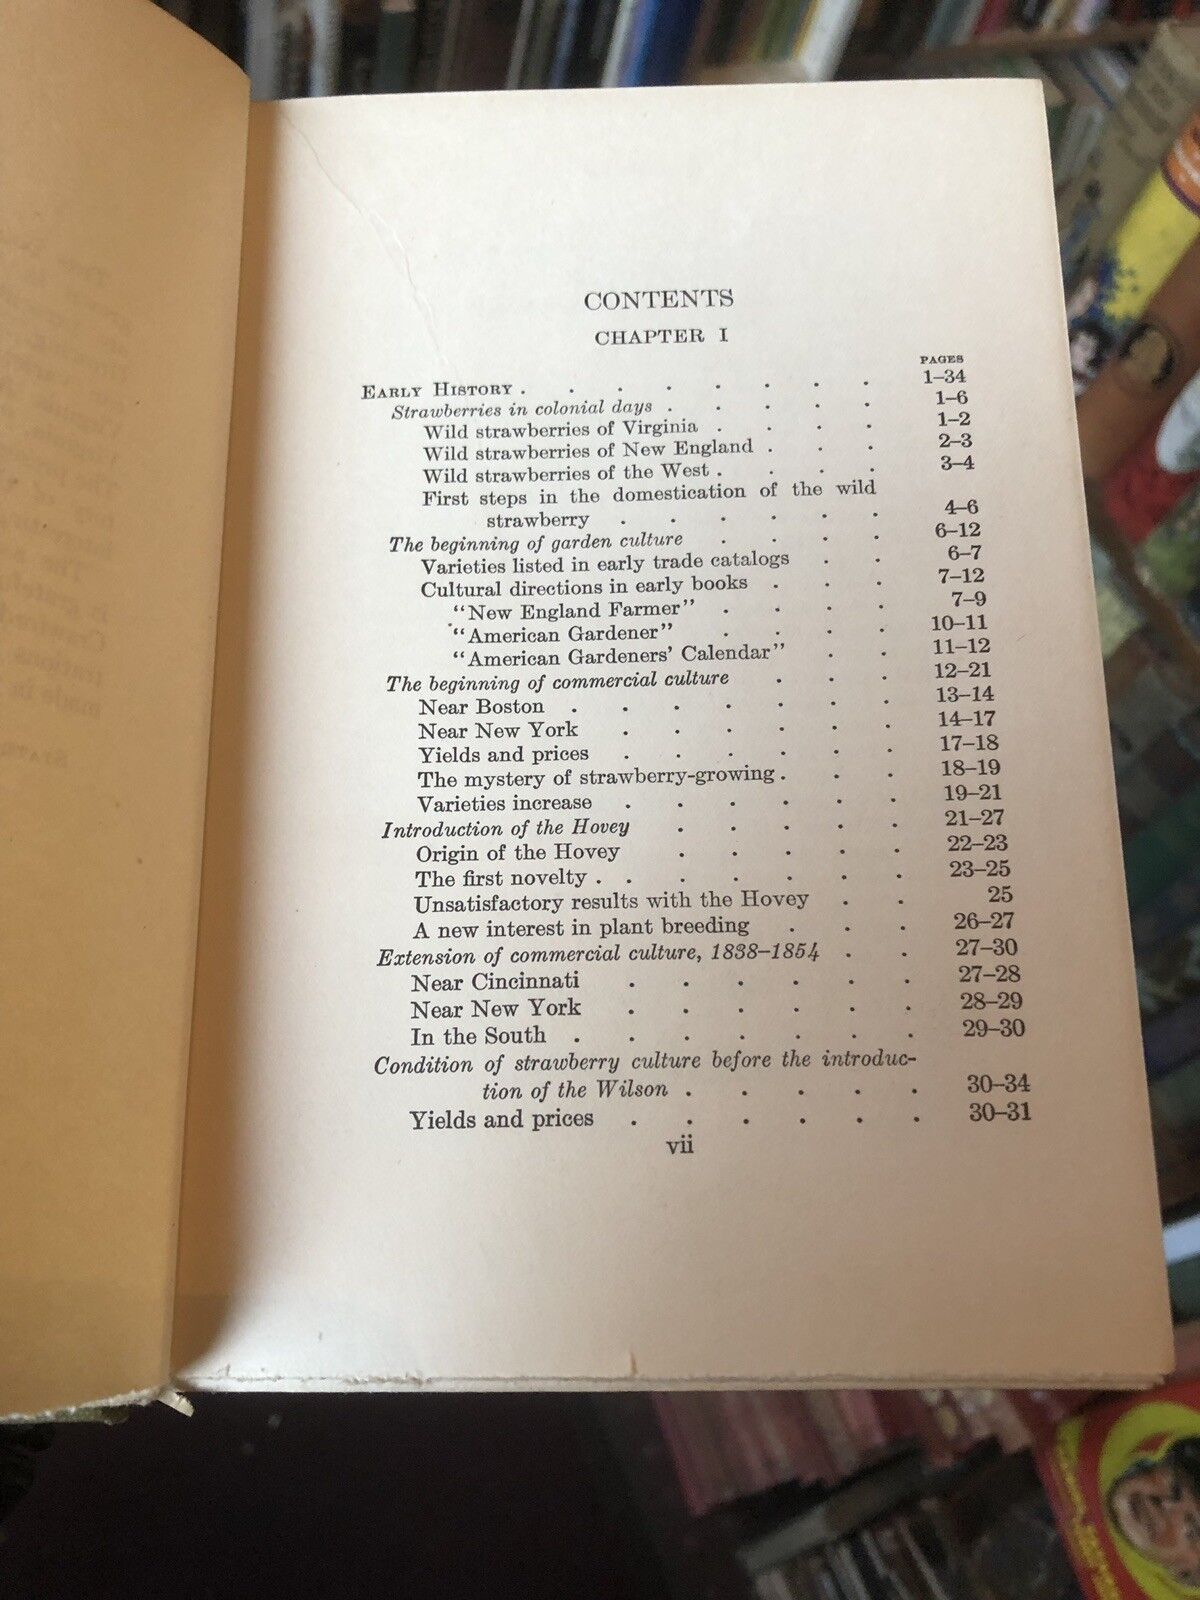 CONTENTS
CHAPTER I
PAGES
EARLY HISTORY . . . . . . . . 1–34
Strawberries in colonial days . . . . . 1–6
Wild strawberries of Virginia . . . . 1–2
Wild strawberries of New England . . . 2–3
Wild strawberries of the West . . . . 3–4
First steps in the domestication of the wild
strawberry . . . . . . 4–6
The beginning of garden culture . . . . 6–12
Varieties listed in early trade catalogs . . 6–7
Cultural directions in early books . . . 7–12
"New England Farmer" . . . . 7–9
"American Gardener" . . . . 10–11
"American Gardeners' Calendar" . . 11–12
The beginning of commercial culture . . . 12–21
Near Boston . . . . . . . 13–14
Near New York . . . . . . 14–17
Yields and prices . . . . . . 17–18
The mystery of strawberry-growing . . . 18–19
Varieties increase . . . . . . 19–21
Introduction of the Hovey . . . . . 21–27
Origin of the Hovey . . . . . 22–23
The first novelty . . . . . . . 23–25
Unsatisfactory results with the Hovey . . 25
A new interest in plant breeding . . . 26–27
Extension of commercial culture, 1838–1854 . . 27–30
Near Cincinnati . . . . . . 27–28
Near New York . . . . . . 28–29
In the South . . . . . . . 29–30
Condition of strawberry culture before the introduc-
tion of the Wilson . . . . . 30–34
Yields and prices . . . . . . 30–31
vii